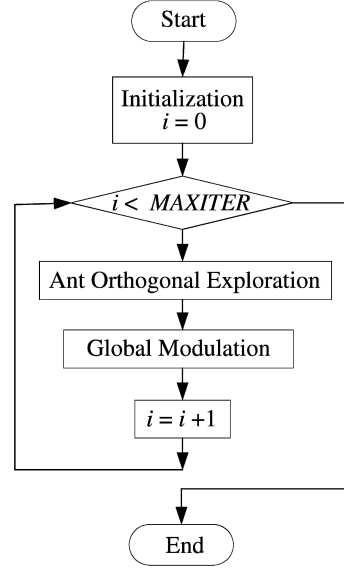 Start
Initialization
i = 0
i < MAXITER
Ant Orthogonal Exploration
Global Modulation
i = i +1
End